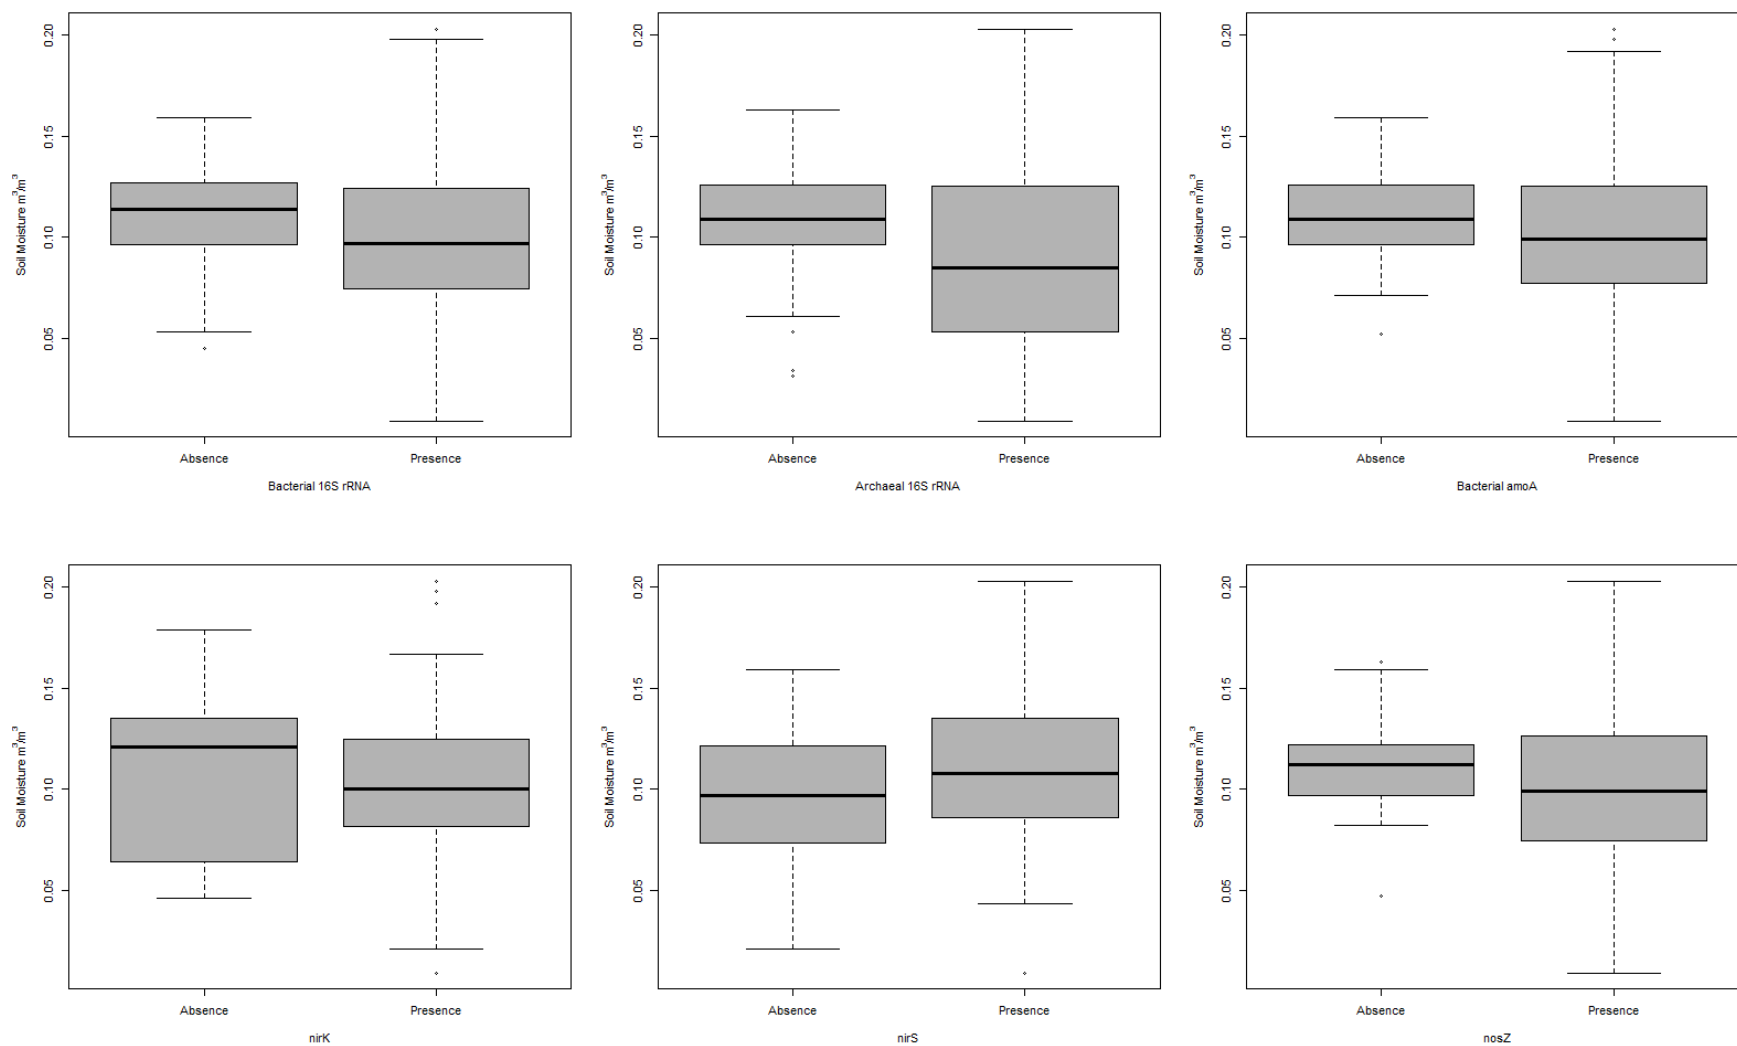 0.20
0.15
0.10
0.05
Soil Moisture m³/m³
Absence
Presence
Bacterial 16S rRNA
0.20
0.15
0.10
0.05
Soil Moisture m³/m³
Absence
Presence
Archaeal 16S rRNA
0.20
0.15
0.10
0.05
Soil Moisture m³/m³
Absence
Presence
Bacterial amoA
0.20
0.15
0.10
0.05
Soil Moisture m³/m³
Absence
Presence
nirK
0.20
0.15
0.10
0.05
Soil Moisture m³/m³
Absence
Presence
nirS
0.20
0.15
0.10
0.05
Soil Moisture m³/m³
Absence
Presence
nosZ